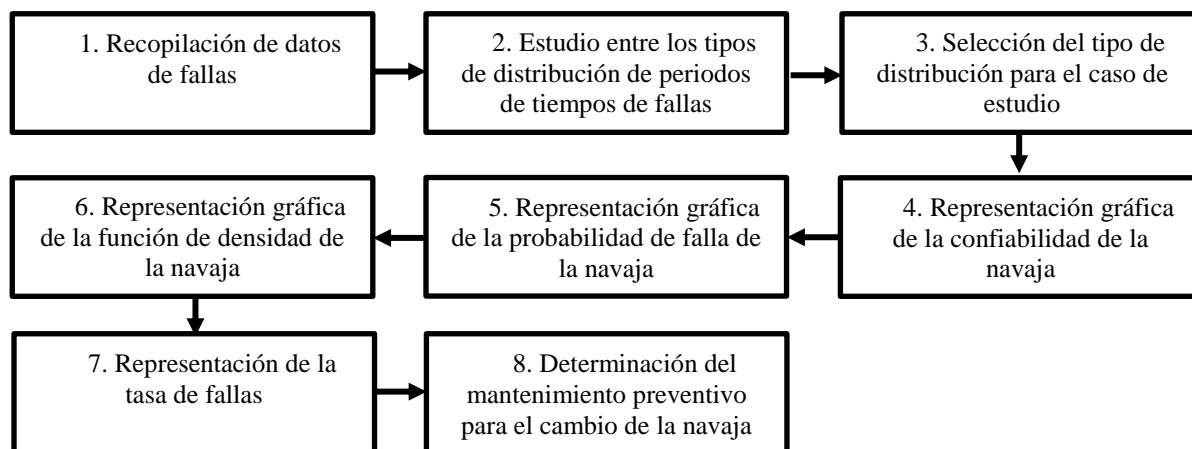 1. Recopilación de datos
de fallas
2. Estudio entre los tipos
de distribución de periodos
de tiempos de fallas
3. Selección del tipo de
distribución para el caso de
estudio
4. Representación gráfica
de la confiabilidad de la
navaja
5. Representación gráfica
de la probabilidad de falla de
la navaja
6. Representación gráfica
de la función de densidad de
la navaja
7. Representación de la
tasa de fallas
8. Determinación del
mantenimiento preventivo
para el cambio de la navaja